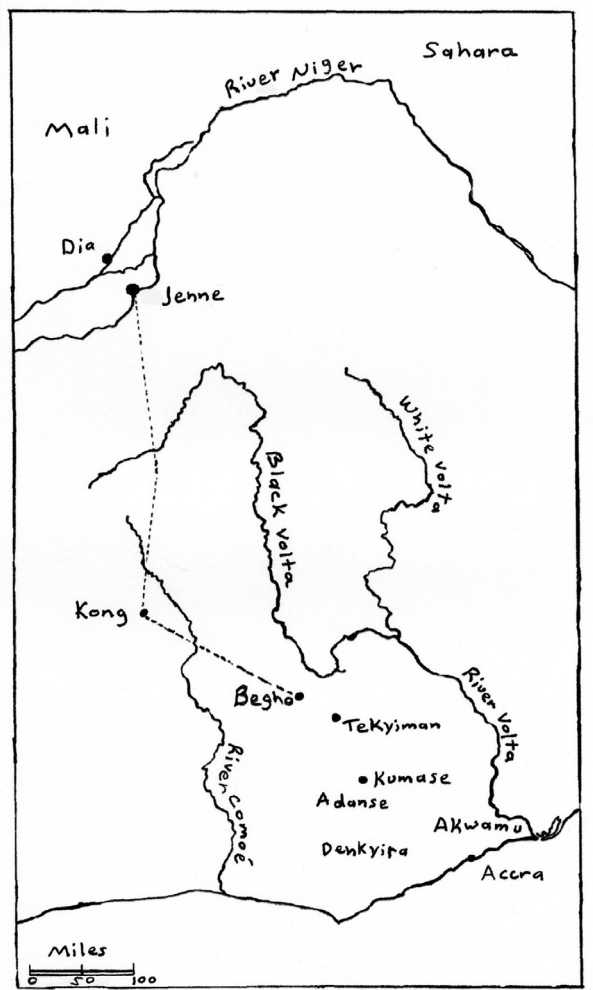 Sahara
River Niger
Mali
Dia
Jenne
White Volta
Black Volta
Kong
Begho
River Volta
Tekyiman
Kumase
Adanse
River Comoé
Akwamu
Denkyira
Accra
Miles
0 50 100